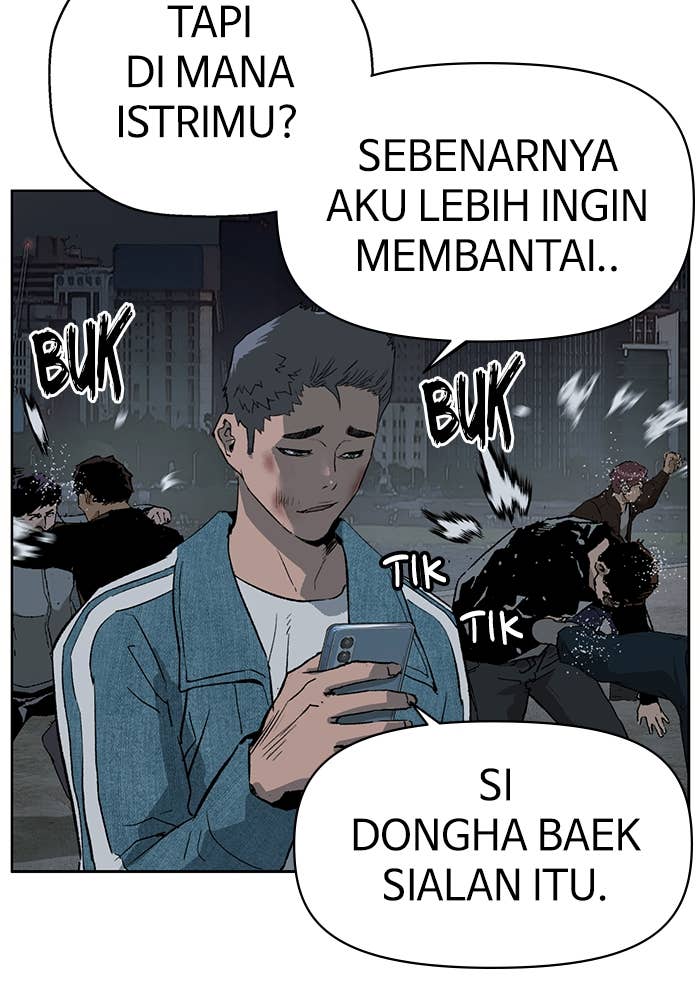 TAPI
DI MANA
ISTRIMU?
SEBENARNYA
AKU LEBIH INGIN
MEMBANTAI..
BUK
BUK
TIK
TIK
SI
DONGHA BAEK
SIALAN ITU.